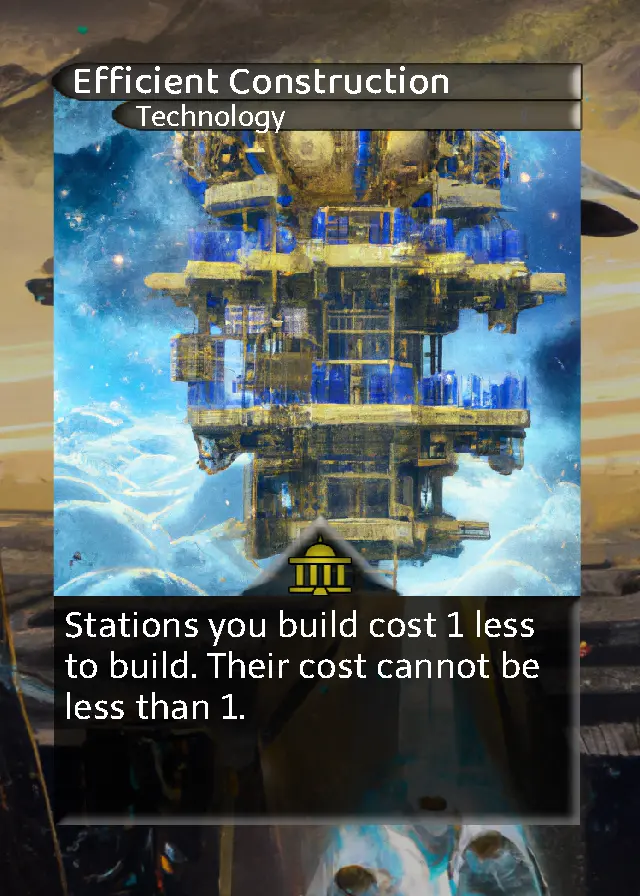 Efficient Construction
Technology
Stations you build cost 1 less
to build. Their cost cannot be
less than 1.